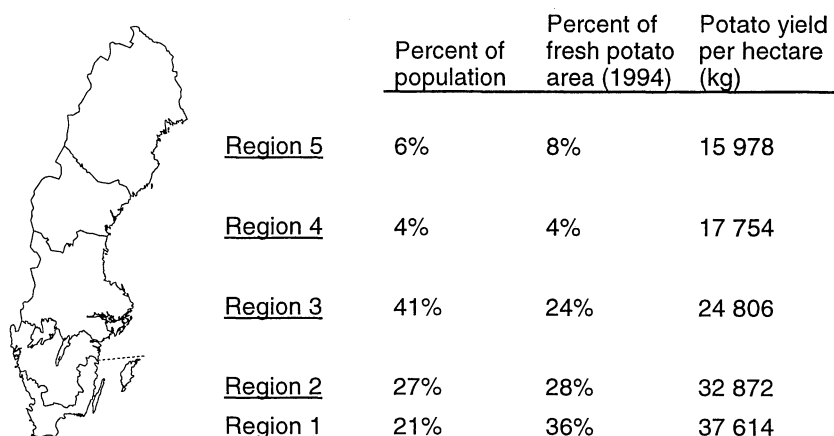 Percent of population Percent of fresh potato area (1994) Potato yield per hectare (kg)
Region 5 6% 8% 15 978
Region 4 4% 4% 17 754
Region 3 41% 24% 24 806
Region 2 27% 28% 32 872
Region 1 21% 36% 37 614